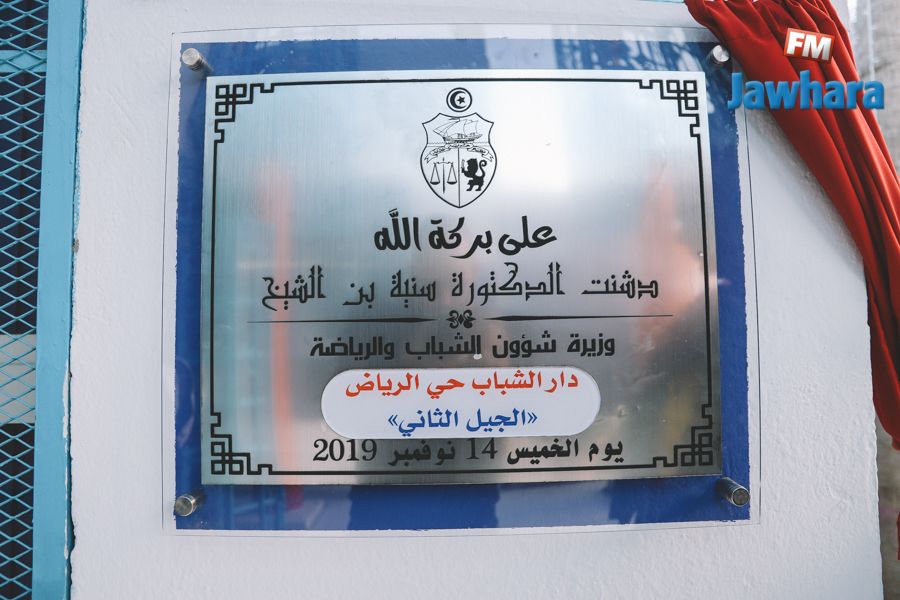 FM
Jawhara
على بركة الله
دشنت الدكتورة سنية بن الشيخ
وزيرة شؤون الشباب والرياضة
دار الشباب حي الرياض
«الجيل الثاني»
يوم الخميس 14 نوفمبر 2019